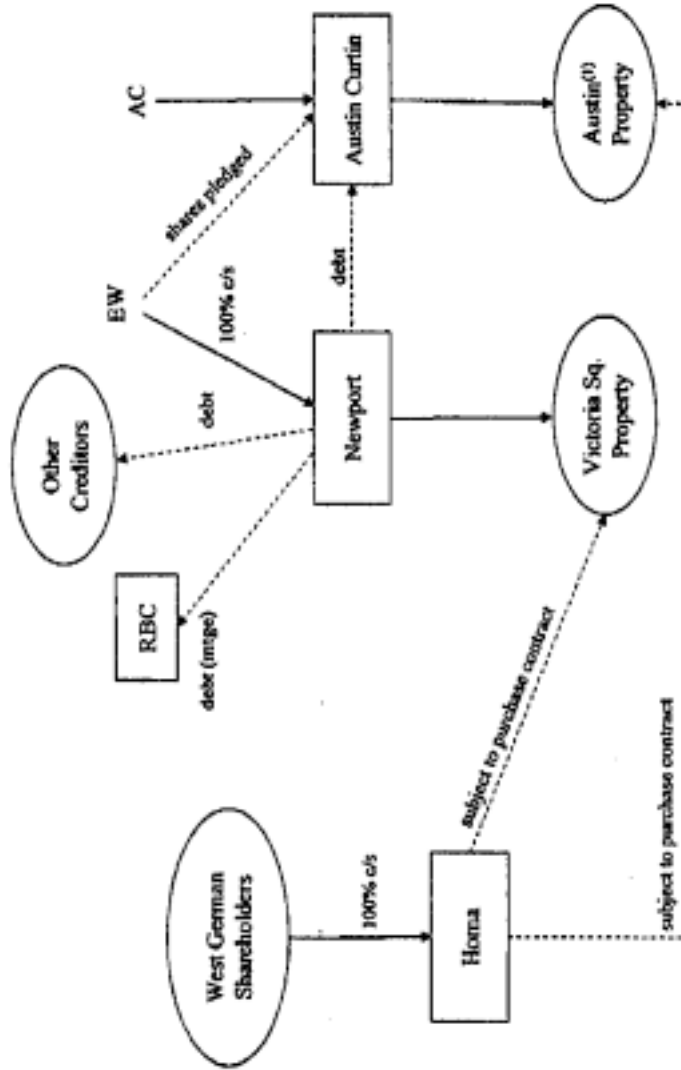 West German
Shareholders
100% c/s
Homa
subject to purchase contract
subject to purchase contract
RBC
debt (mtge)
Other
Creditors
debt
EW
100% c/s
shares pledged
Newport
debt
Victoria Sq.
Property
AC
Austin Curtin
Austin(1)
Property